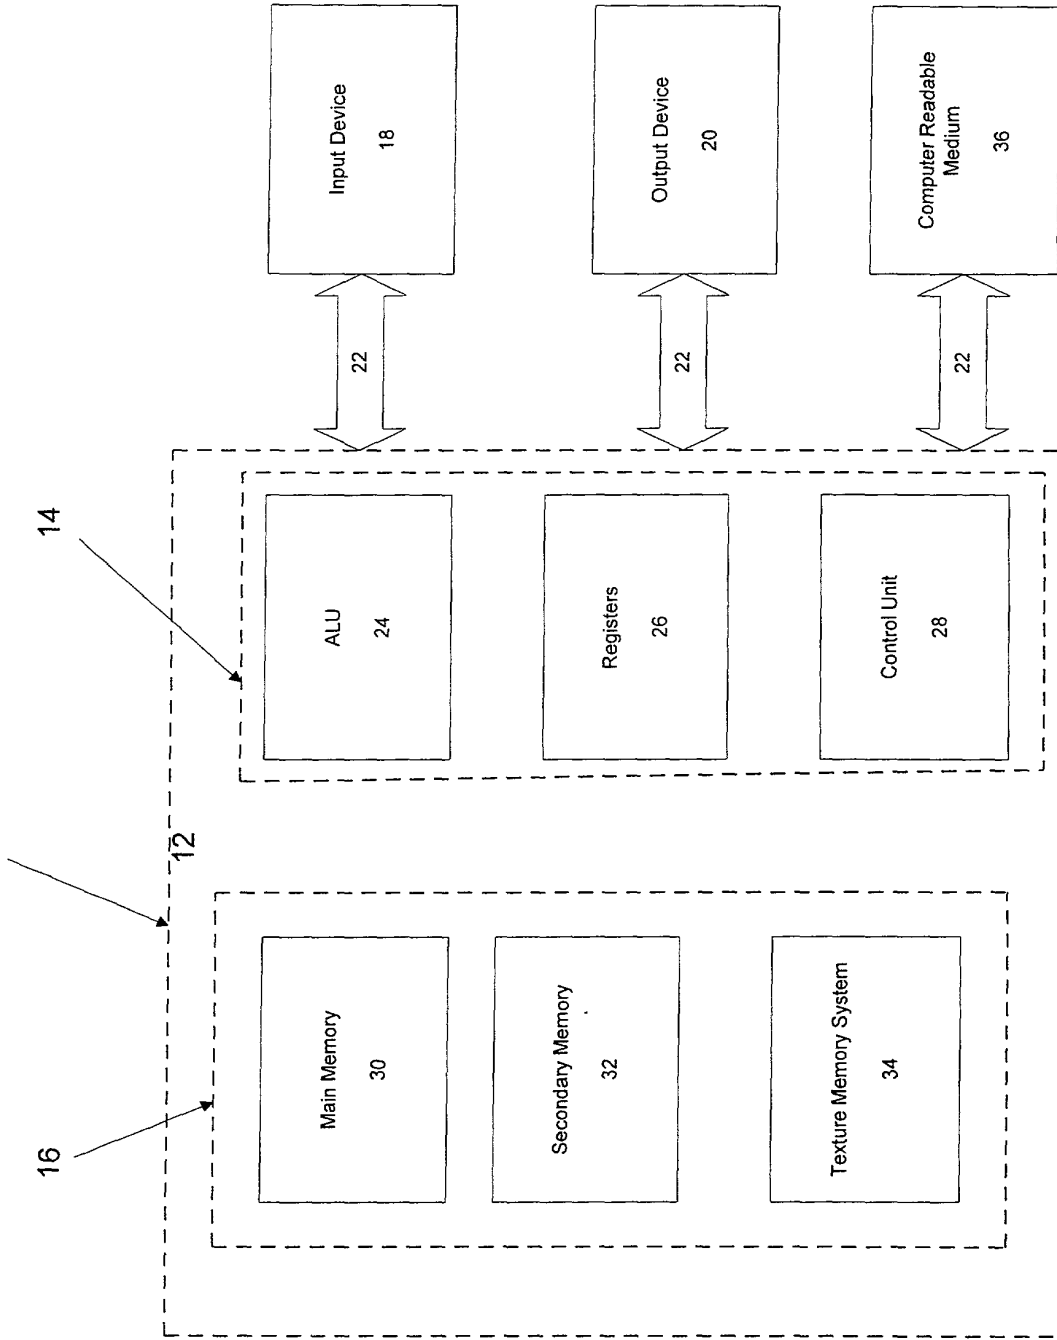 16
12
14
Main Memory
30
Secondary Memory
32
Texture Memory System
34
ALU
24
Registers
26
Control Unit
28
22
22
22
Input Device
18
Output Device
20
Computer Readable
Medium
36